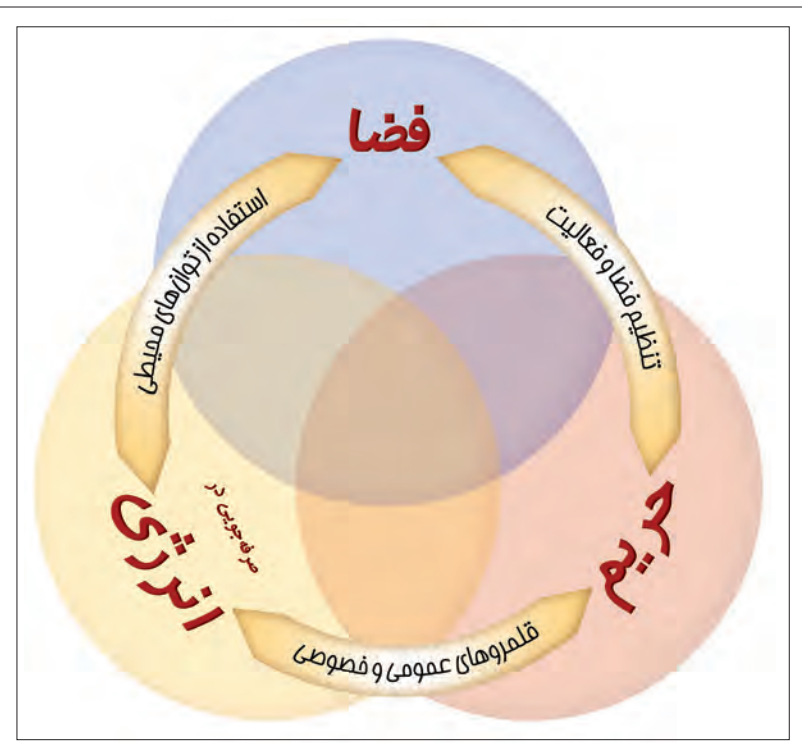 فضا
تنظیم فضا و فعالیت
استفاده از توان‌های محیطی
حریم
صرفه‌جویی در
انرژی
قلمروهای عمومی و خصوصی